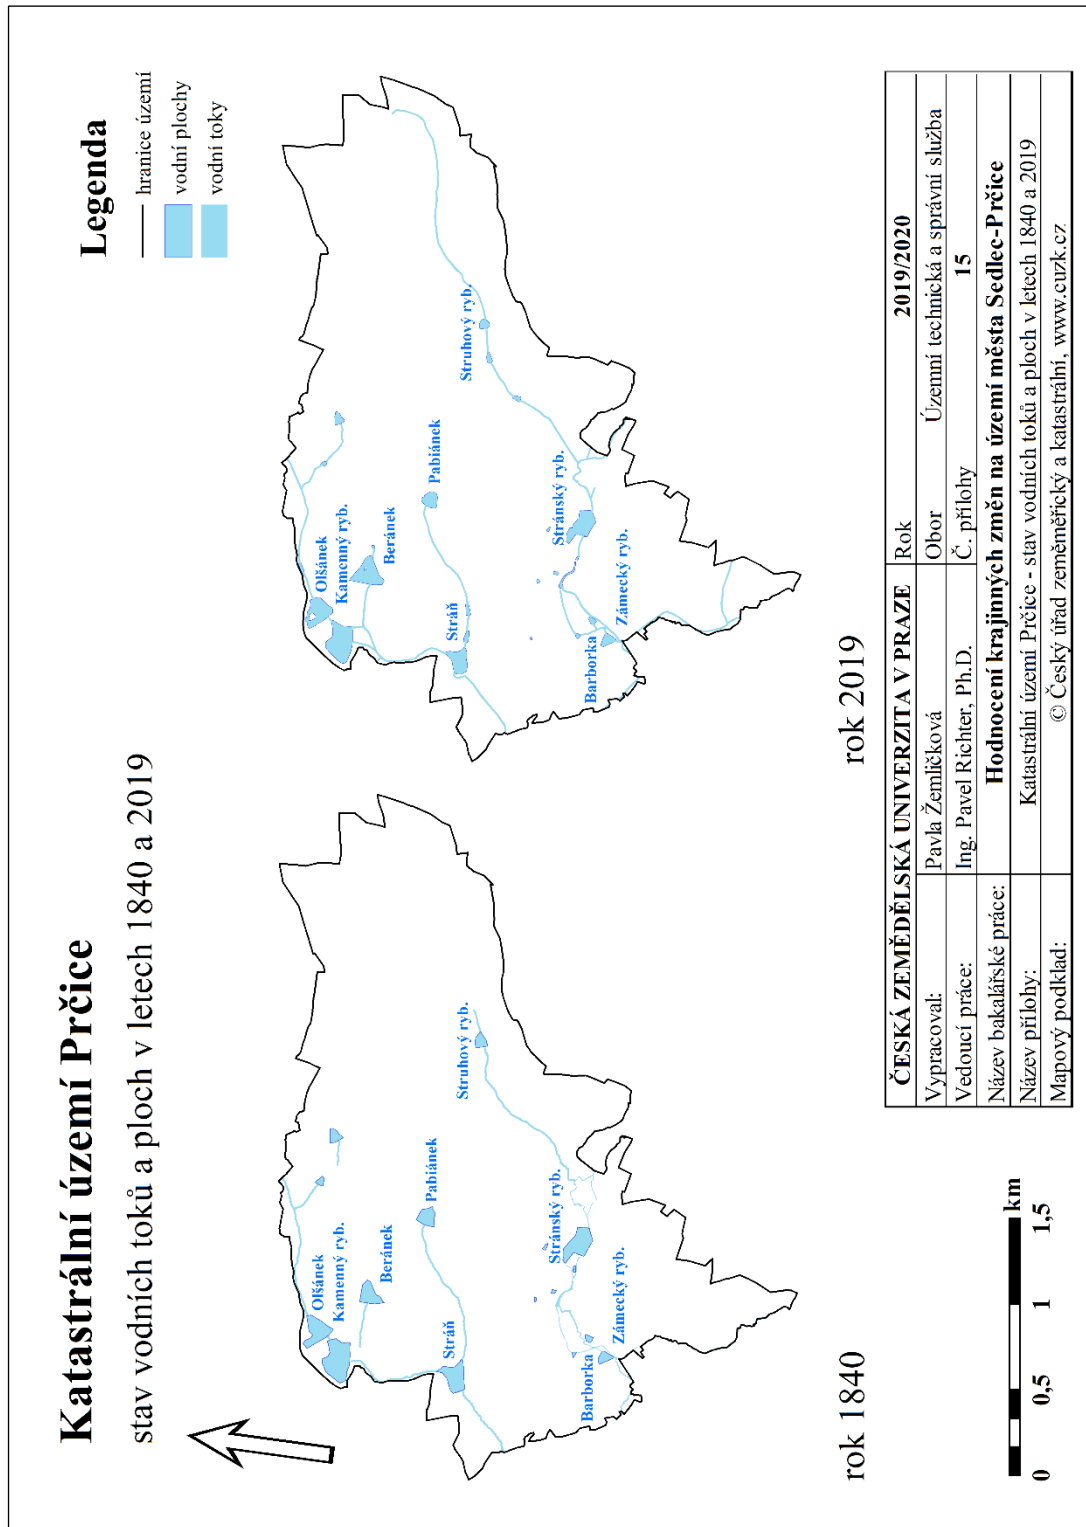 Katastrální území Prčice
stav vodních toků a ploch v letech 1840 a 2019
Legenda
hranice území
vodní plochy
vodní toky
Olšánek
Kamenný ryb.
Beránek
Pabiánek
Stráň
Struhový ryb.
Stránský ryb.
Barborka
Zámecký ryb.
rok 1840
Olšánek
Kamenný ryb.
Beránek
Pabiánek
Stráň
Struhový ryb.
Stránský ryb.
Barborka
Zámecký ryb.
rok 2019
0 0,5 1 1,5 km
ČESKÁ ZEMĚDĚLSKÁ UNIVERZITA V PRAZE Rok 2019/2020
Vypracoval: Pavla Žemličková Obor Územní technická a správní služba
Vedoucí práce: Ing. Pavel Richter, Ph.D. Č. přílohy 15
Název bakalářské práce: Hodnocení krajinných změn na území města Sedlec-Prčice
Název přílohy: Katastrální území Prčice - stav vodních toků a ploch v letech 1840 a 2019
Mapový podklad: © Český úřad zeměměřický a katastrální, www.cuzk.cz